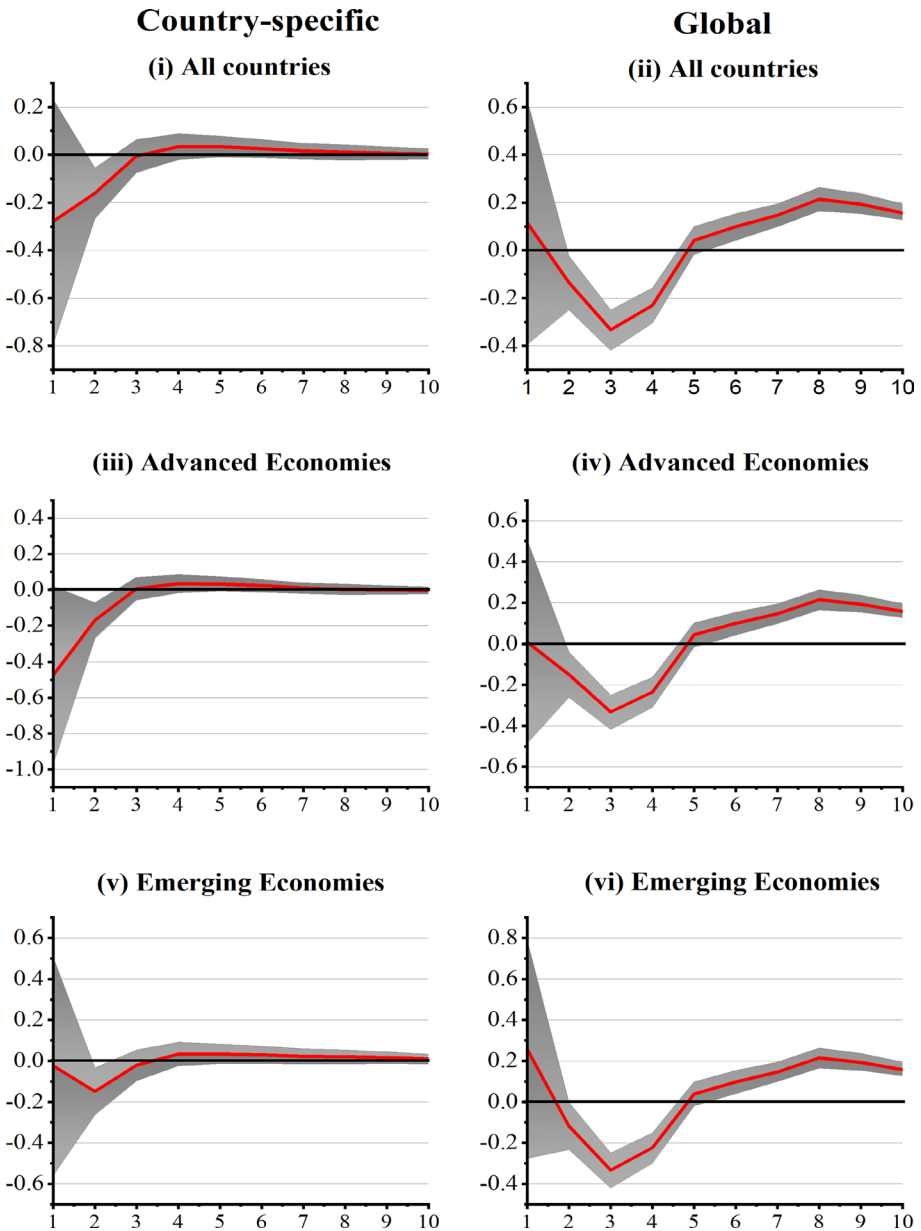 Country-specific
Global
(i) All countries
0.2
0.0
-0.2
-0.4
-0.6
-0.8
1 2 3 4 5 6 7 8 9 10
(ii) All countries
0.6
0.4
0.2
0.0
-0.2
-0.4
1 2 3 4 5 6 7 8 9 10
(iii) Advanced Economies
0.4
0.2
0.0
-0.2
-0.4
-0.6
-0.8
-1.0
1 2 3 4 5 6 7 8 9 10
(iv) Advanced Economies
0.6
0.4
0.2
0.0
-0.2
-0.4
-0.6
1 2 3 4 5 6 7 8 9 10
(v) Emerging Economies
0.6
0.4
0.2
0.0
-0.2
-0.4
-0.6
1 2 3 4 5 6 7 8 9 10
(vi) Emerging Economies
0.8
0.6
0.4
0.2
0.0
-0.2
-0.4
1 2 3 4 5 6 7 8 9 10